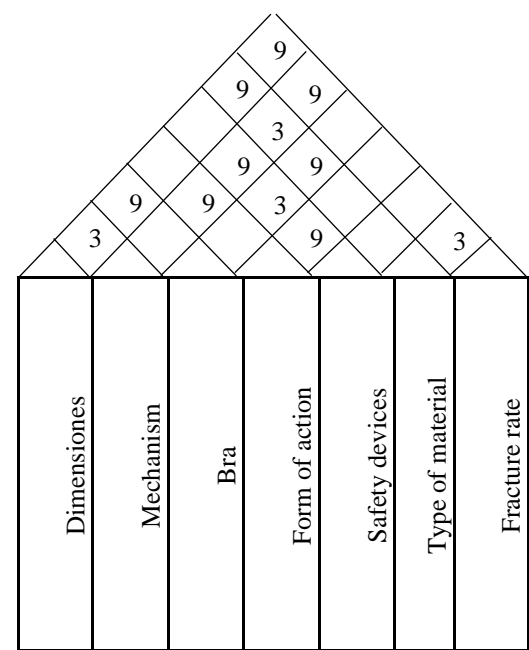 9
9 9
3
9 9
9 9 3
3 9 3
Dimensiones
Mechanism
Bra
Form of action
Safety devices
Type of material
Fracture rate